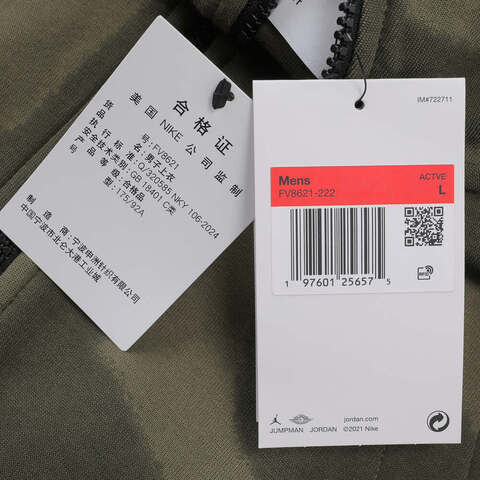 合格证
美国 NIKE 公司监制
货号: FV8621
品名: 男子上衣
执行标准: Q/320585 NKY 106-2024
安全技术类别: GB 18401 C类
质量等级: 合格品
号型: 175/92A
制造商: 宁波申洲针织有限公司
中国宁波市北仑大港工业城
IM#722711
Mens
ACTVE
FV8621-222
L
1 97601 25657 5
RFID
JUMPMAN
JORDAN
jordan.com
©2021 Nike